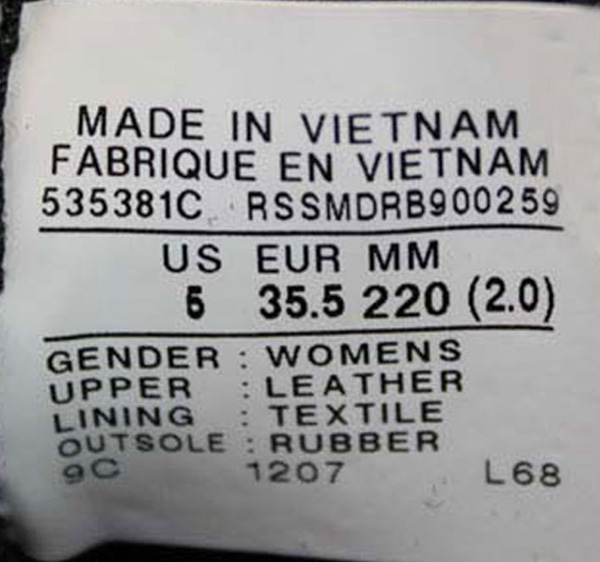 MADE IN VIETNAM
FABRIQUE EN VIETNAM
535381C RSSMDRB900259
US EUR MM
5 35.5 220 (2.0)
GENDER : WOMENS
UPPER : LEATHER
LINING : TEXTILE
OUTSOLE : RUBBER
9C 1207 L68